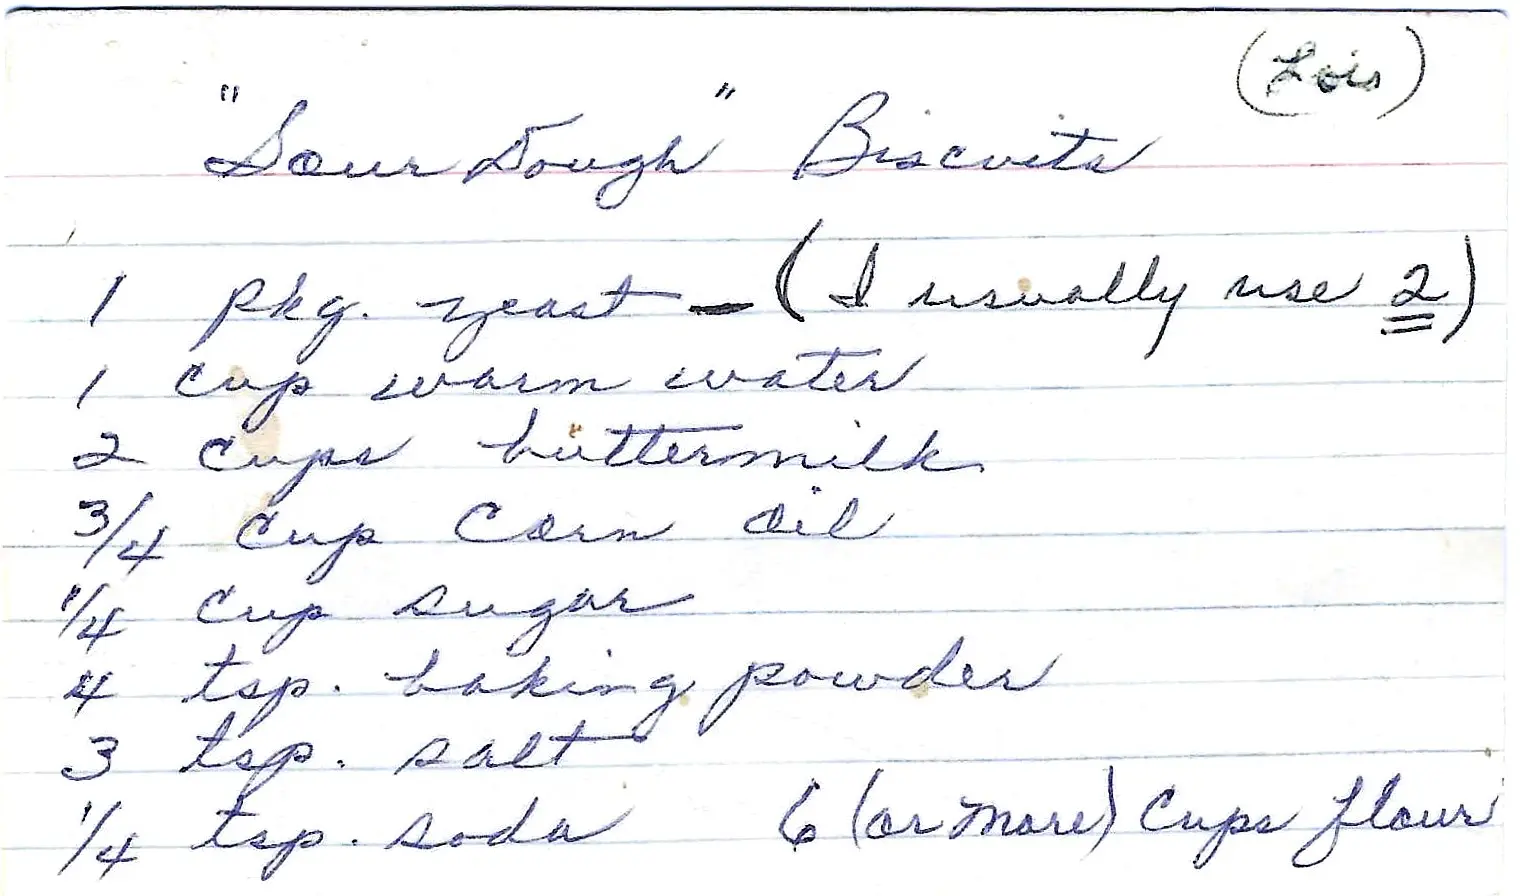 (Lois)
"Sour Dough" Biscuits
1 pkg. yeast - (I usually use 2)
1 cup warm water
2 cups buttermilk
3/4 cup corn oil
1/4 cup sugar
4 tsp. baking powder
3 tsp. salt
1/4 tsp. soda 6 (or more) cups flour